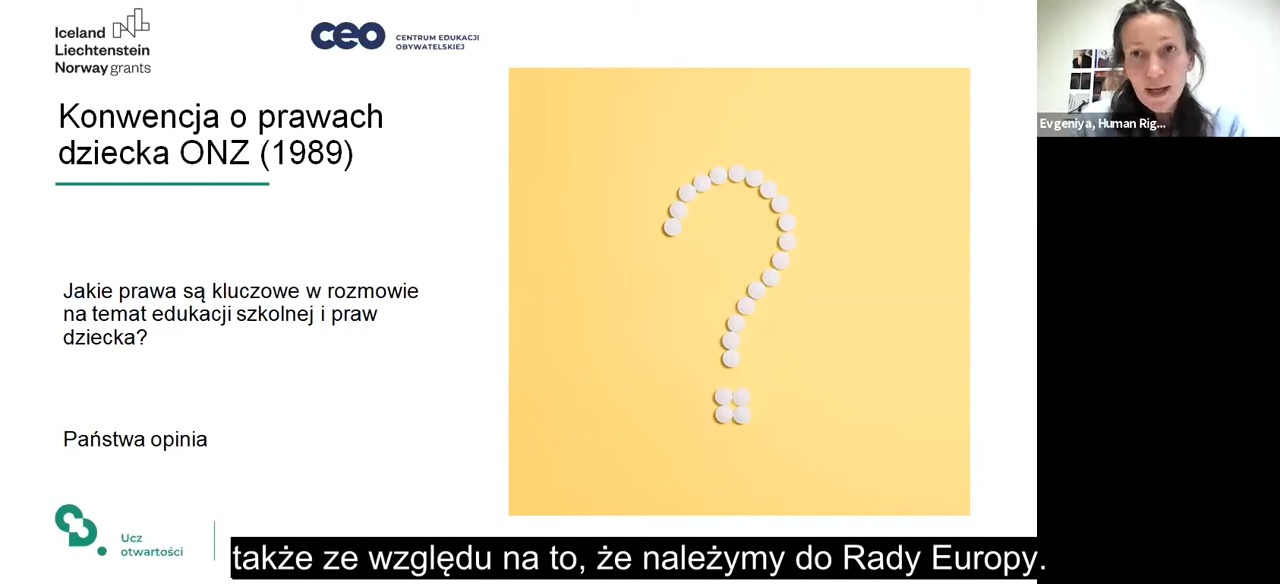 Iceland
Liechtenstein
Norway grants
ceo CENTRUM EDUKACJI
OBYWATELSKIEJ
Konwencja o prawach
dziecka ONZ (1989)
Jakie prawa są kluczowe w rozmowie
na temat edukacji szkolnej i praw
dziecka?
Państwa opinia
Ucz
otwartości
także ze względu na to, że należymy do Rady Europy.
Evgeniya, Human Rig...